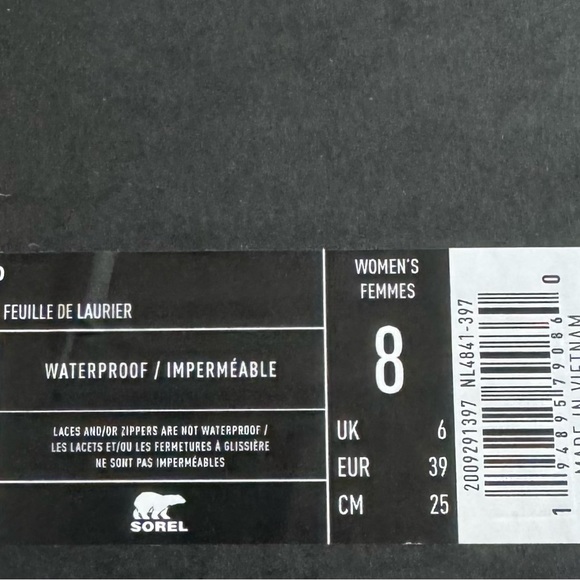 FEUILLE DE LAURIER
WATERPROOF / IMPERMÉABLE
LACES AND/OR ZIPPERS ARE NOT WATERPROOF /
LES LACETS ET/OU LES FERMETURES À GLISSIÈRE
NE SONT PAS IMPERMÉABLES
SOREL
WOMEN'S
FEMMES
8
UK 6
EUR 39
CM 25
2009291397 NL4841-397
1 94895 79086 0
MADE IN VIETNAM